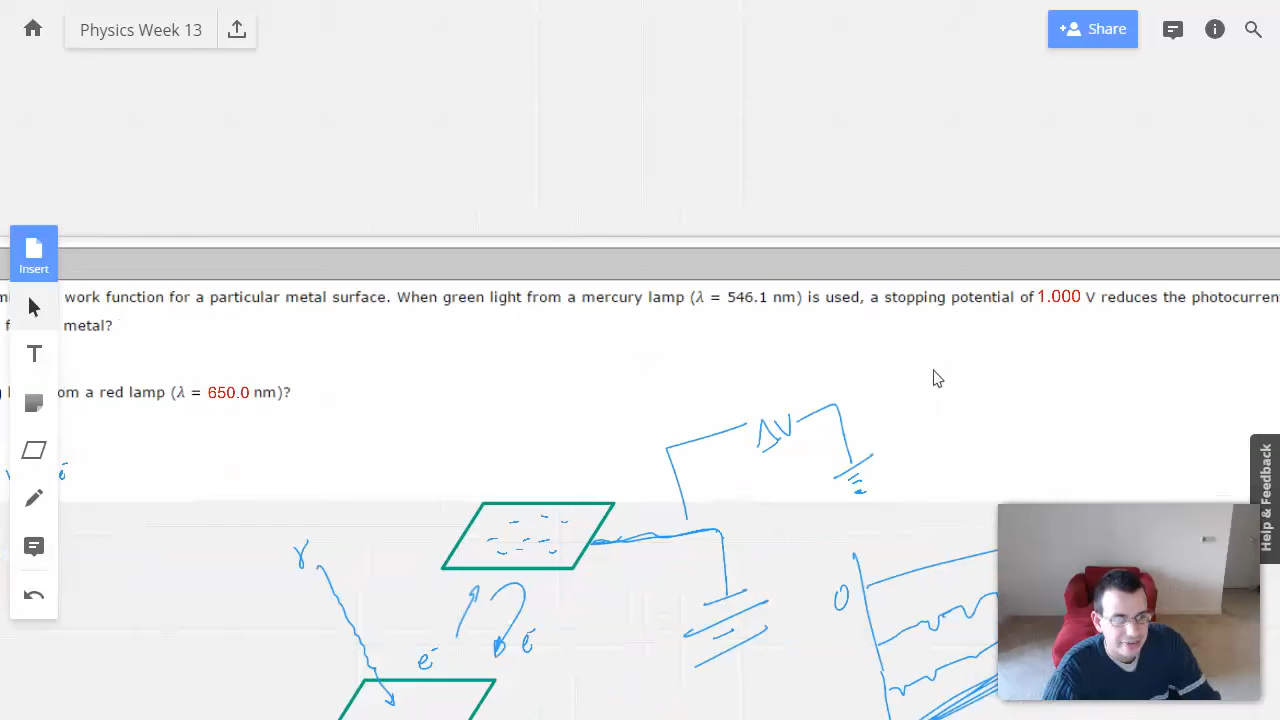 Physics Week 13
Share
Insert
work function for a particular metal surface. When green light from a mercury lamp (λ = 546.1 nm) is used, a stopping potential of 1.000 V reduces the
metal?
om a red lamp (λ = 650.0 nm)?
T
ΔV
γ
0
e⁻
e⁻
e⁻
Help & Feedback